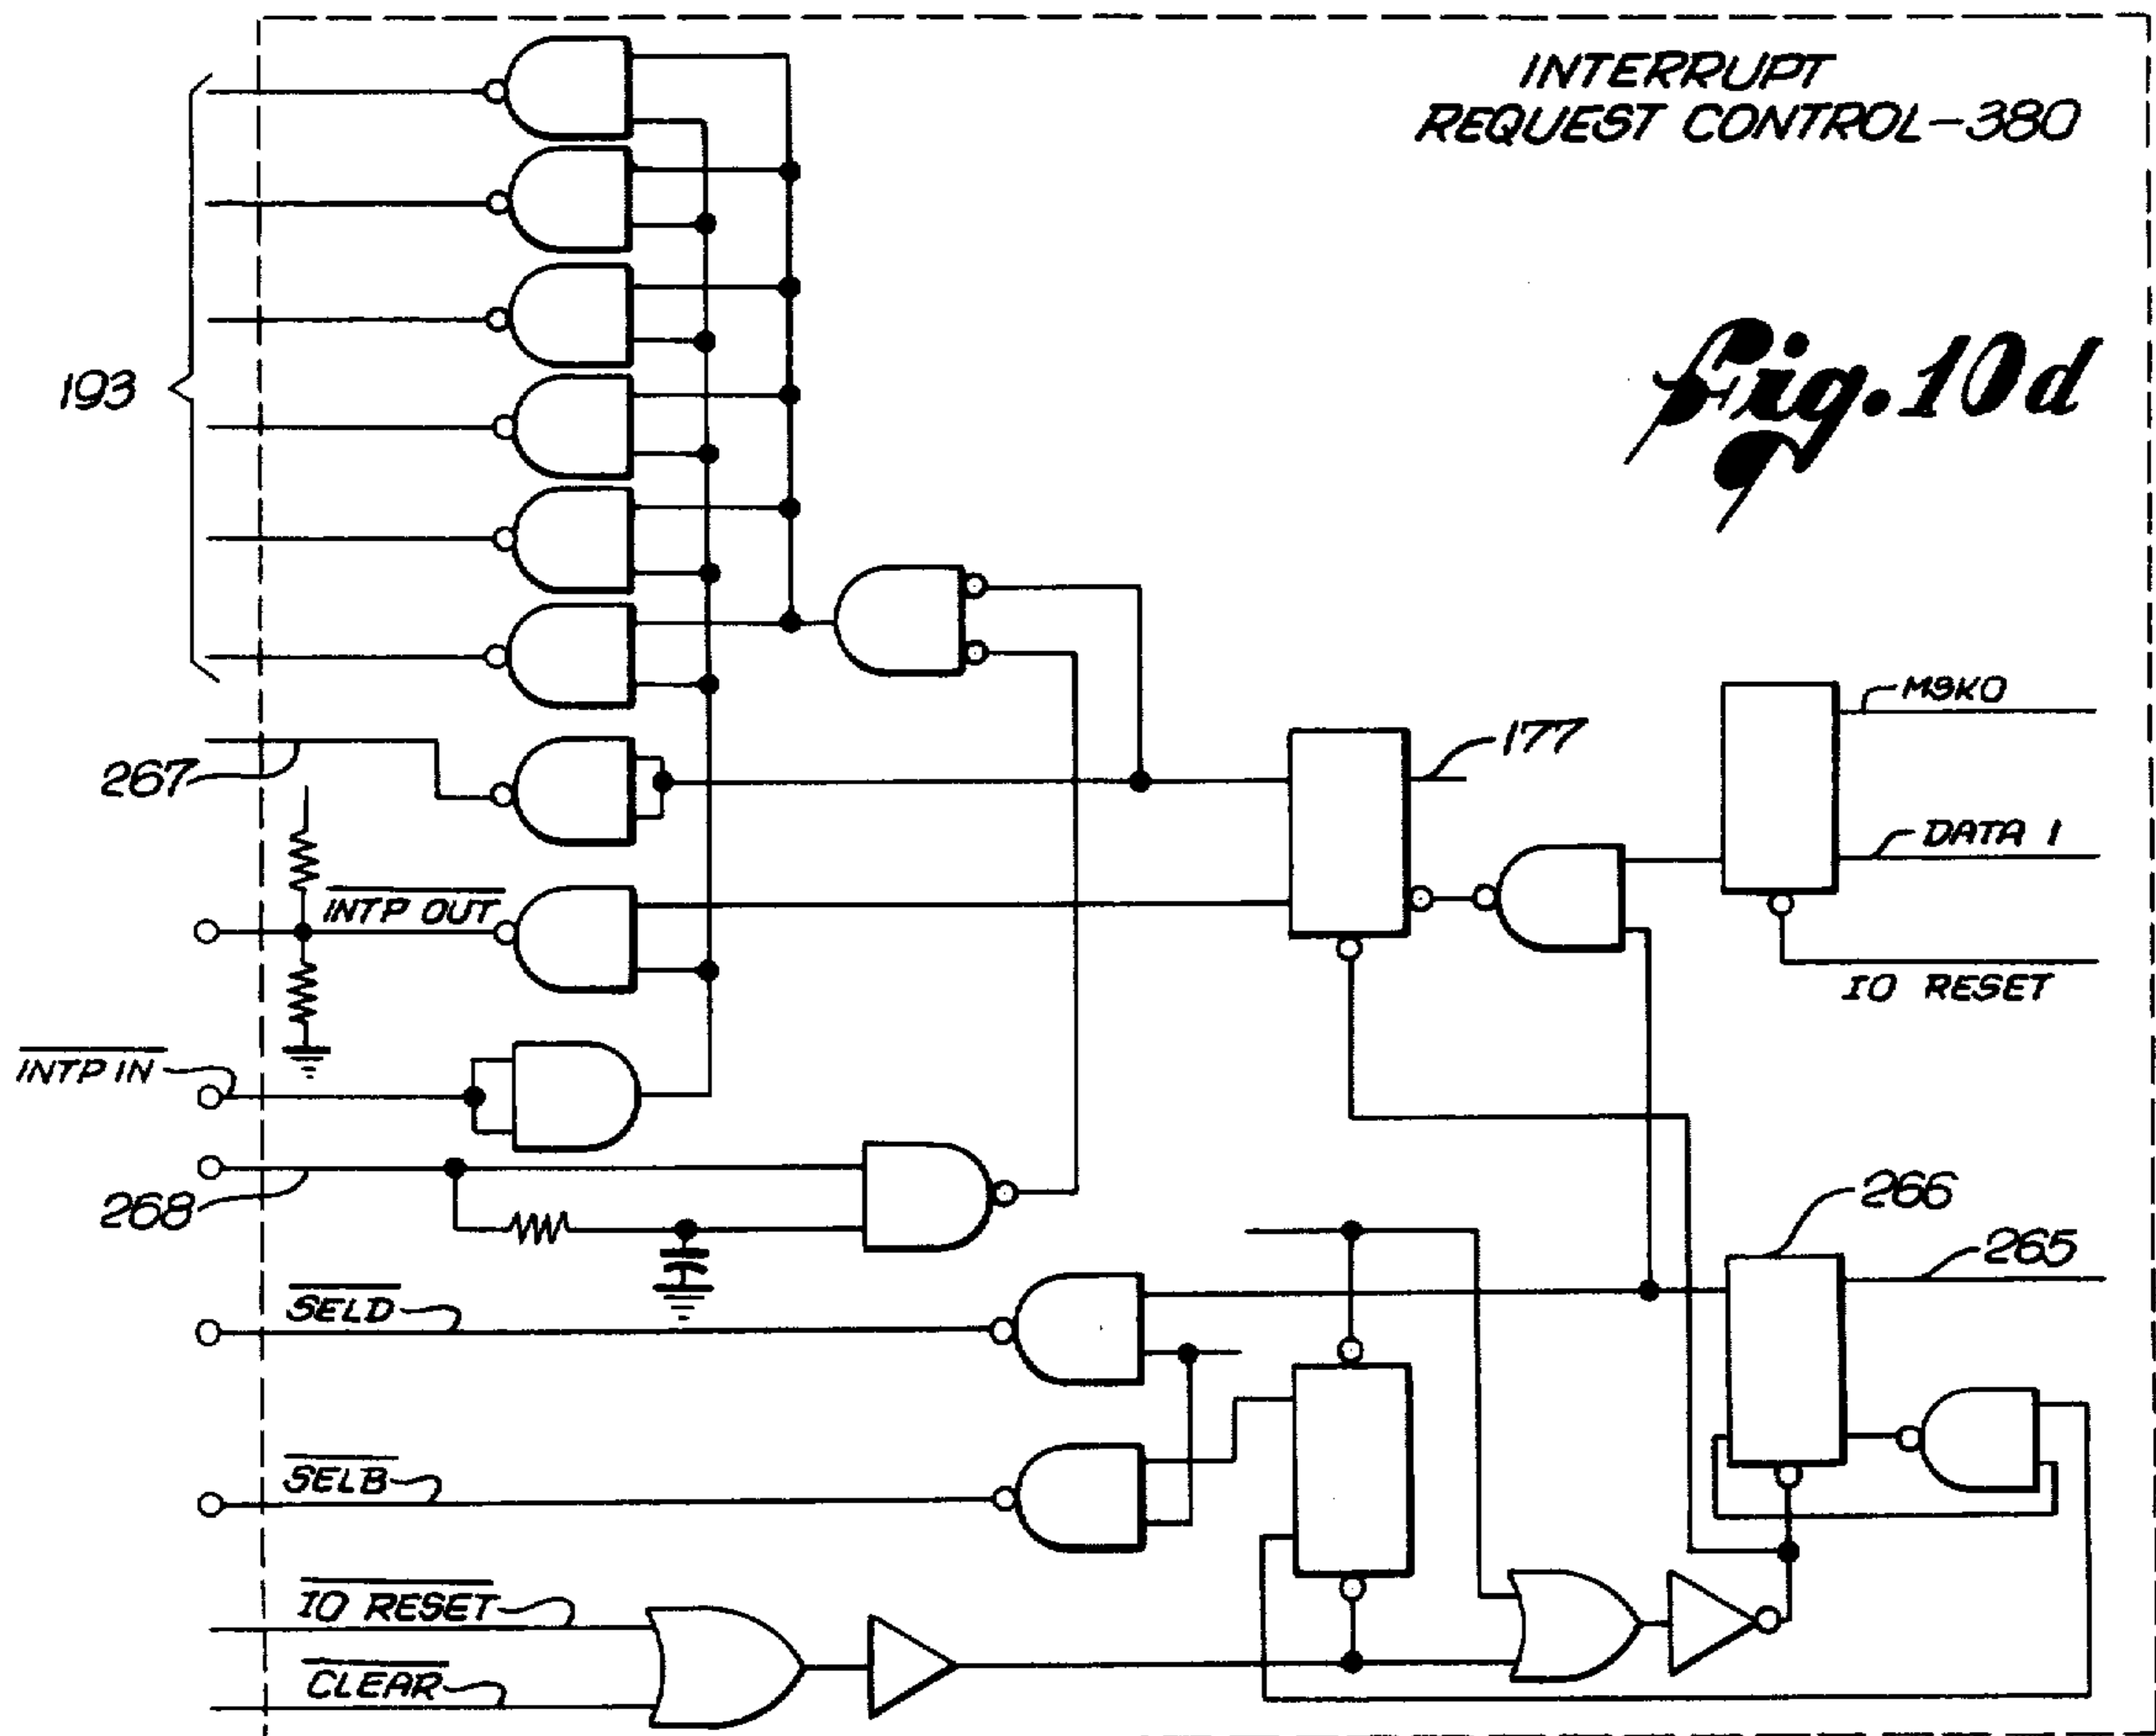 INTERRUPT
REQUEST CONTROL-380
Fig. 10d
193
MSKO
177
267
DATA 1
INTP OUT
IO RESET
INTP IN
268
266
265
SELD
SELB
IO RESET
CLEAR